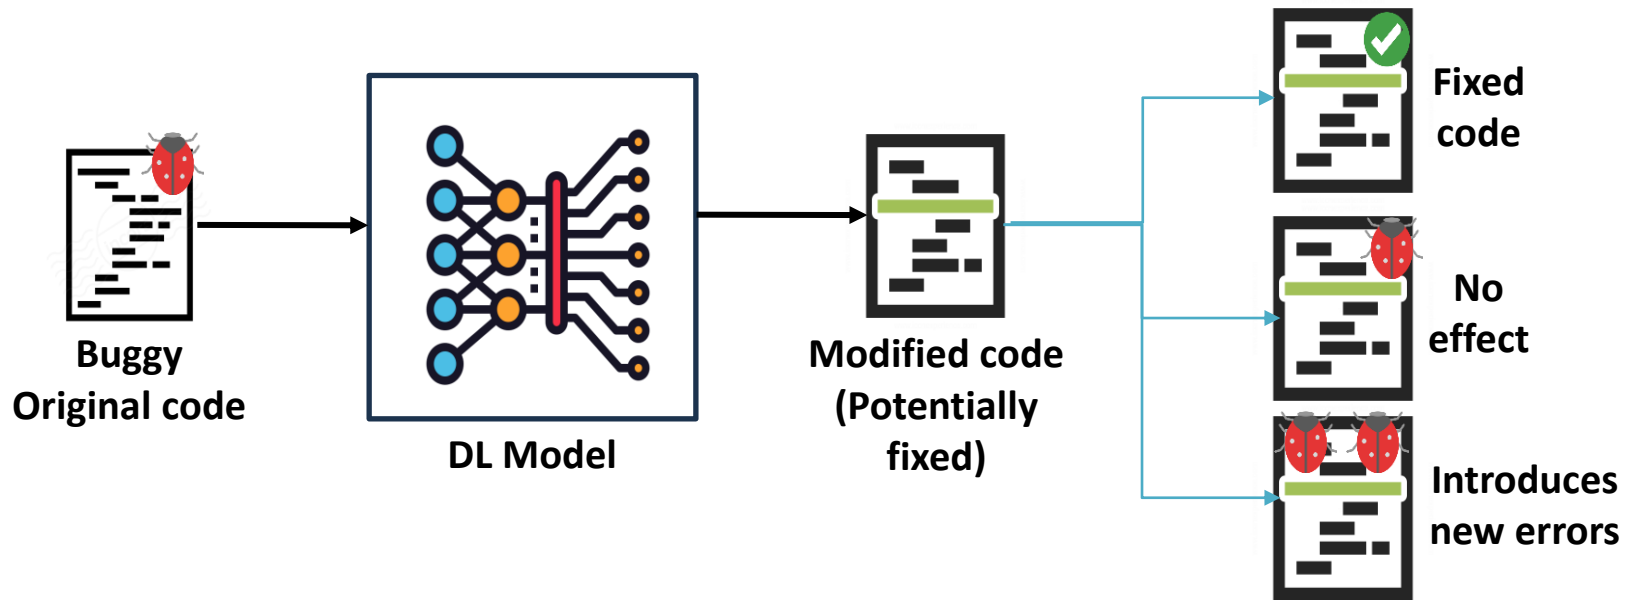 Buggy
Original code
DL Model
Modified code
(Potentially
fixed)
Fixed
code
No
effect
Introduces
new errors